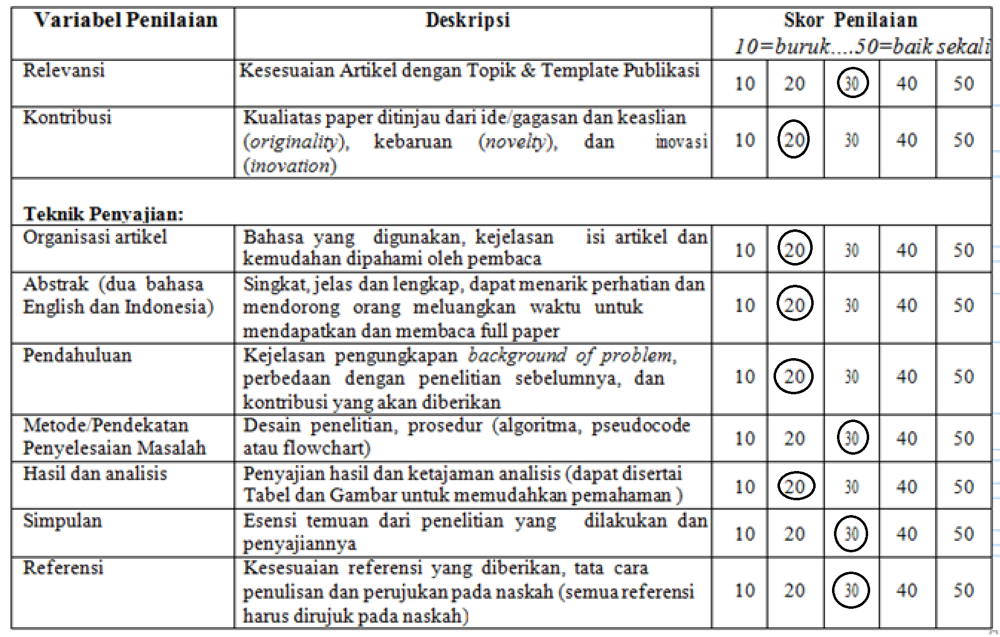 Variabel Penilaian Deskripsi Skor Penilaian
10=buruk....50=baik sekali
Relevansi Kesesuaian Artikel dengan Topik & Template Publikasi
10 20 30 40 50
Kontribusi Kualiatas paper ditinjau dari ide/gagasan dan keaslian
(originality), kebaruan (novelty), dan inovasi 10 20 30 40 50
(inovation)
Teknik Penyajian:
Organisasi artikel Bahasa yang digunakan, kejelasan isi artikel dan
kemudahan dipahami oleh pembaca 10 20 30 40 50
Abstrak (dua bahasa Singkat, jelas dan lengkap, dapat menarik perhatian dan
English dan Indonesia) mendorong orang meluangkan waktu untuk 10 20 30 40 50
mendapatkan dan membaca full paper
Pendahuluan Kejelasan pengungkapan background of problem,
perbedaan dengan penelitian sebelumnya, dan 10 20 30 40 50
kontribusi yang akan diberikan
Metode/Pendekatan Desain penelitian, prosedur (algoritma, pseudocode
Penyelesaian Masalah atau flowchart) 10 20 30 40 50
Hasil dan analisis Penyajian hasil dan ketajaman analisis (dapat disertai
Tabel dan Gambar untuk memudahkan pemahaman ) 10 20 30 40 50
Simpulan Esensi temuan dari penelitian yang dilakukan dan
penyajiannya 10 20 30 40 50
Referensi Kesesuaian referensi yang diberikan, tata cara
penulisan dan perujukan pada naskah (semua referensi 10 20 30 40 50
harus dirujuk pada naskah)